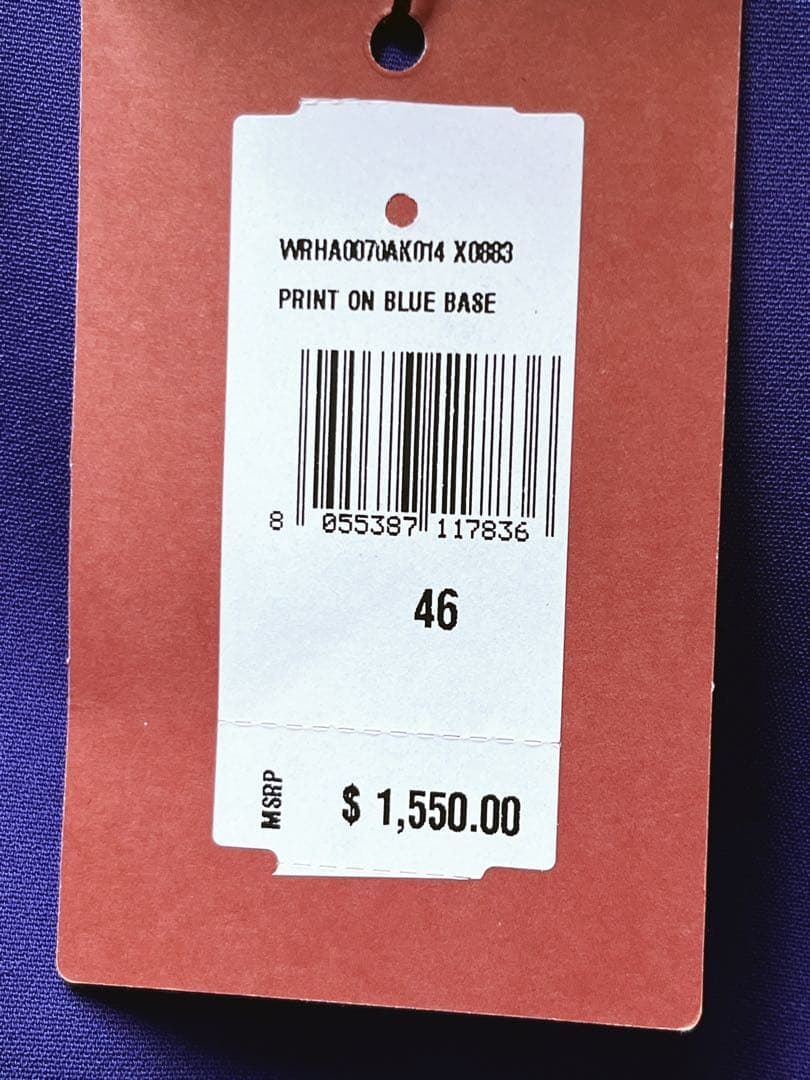 WRHA0070AK014 X0883
PRINT ON BLUE BASE
8 055387 117836
46
MSRP $ 1,550.00